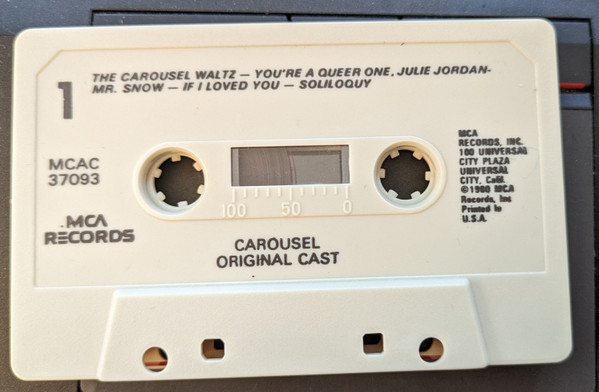 1
THE CAROUSEL WALTZ — YOU'RE A QUEER ONE, JULIE JORDAN-
MR. SNOW — IF I LOVED YOU — SOLILOQUY
MCAC
37093
MCA RECORDS
100 50 0
CAROUSEL
ORIGINAL CAST
MCA
RECORDS, INC.
100 UNIVERSAL
CITY PLAZA
UNIVERSAL
CITY, Calif.
©1980 MCA
Records, Inc
Printed In
U.S.A.